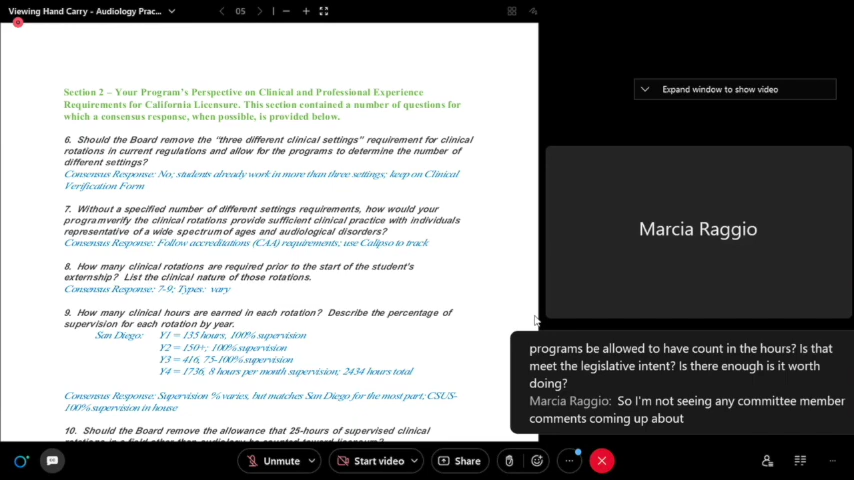 Viewing Hand Carry - Audiology Prac...
05
Expand window to show video
Section 2 – Your Program's Perspective on Clinical and Professional Experience
Requirements for California Licensure. This section contained a number of questions for
which a consensus response, when possible, is provided below.
6. Should the Board remove the "three different clinical settings" requirement for clinical
rotations in current regulations and allow for the programs to determine the number of
different settings?
Consensus Response: No; students already work in more than three settings; keep on Clinical
Verification Form
7. Without a specified number of different settings requirements, how would your
program verify the clinical rotations provide sufficient clinical practice with individuals
representative of a wide spectrum of ages and audiological disorders?
Consensus Response: Follow accreditations (CAA) requirements; use Calipso to track
8. How many clinical rotations are required prior to the start of the student's
externship? List the clinical nature of those rotations.
Consensus Response: 7-9; Types: vary
9. How many clinical hours are earned in each rotation? Describe the percentage of
supervision for each rotation by year.
San Diego: Y1 = 135 hours, 100% supervision
Y2 = 150+; 100% supervision
Y3 = 416, 75-100% supervision
Y4 = 1736, 8 hours per month supervision; 2434 hours total
Consensus Response: Supervision % varies, but matches San Diego for the most part; CSUS-
100% supervision in house
10. Should the Board remove the allowance that 25-hours of supervised clinical
rotations in a field other than audiology be counted toward licensure?
Marcia Raggio
programs be allowed to have count in the hours? Is that
meet the legislative intent? Is there enough is it worth
doing?
Marcia Raggio: So I'm not seeing any committee member
comments coming up about
Unmute
Start video
Share